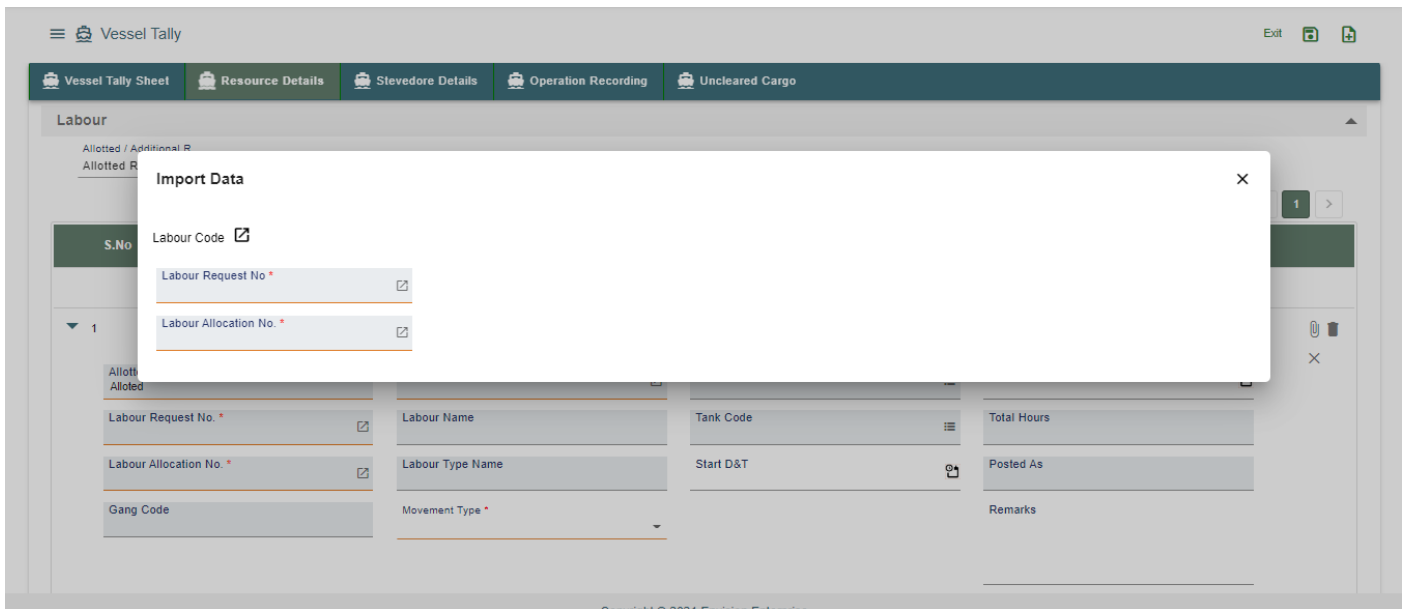 Vessel Tally
Exit
Vessel Tally Sheet
Resource Details
Stevedore Details
Operation Recording
Uncleared Cargo
Labour
Allotted / Additional R
Allotted R
Import Data
1
S.No
Labour Code
Labour Request No *
Labour Allocation No. *
1
Allott
Alloted
Labour Request No. *
Labour Name
Tank Code
Total Hours
Labour Allocation No. *
Labour Type Name
Start D&T
Posted As
Gang Code
Movement Type *
Remarks